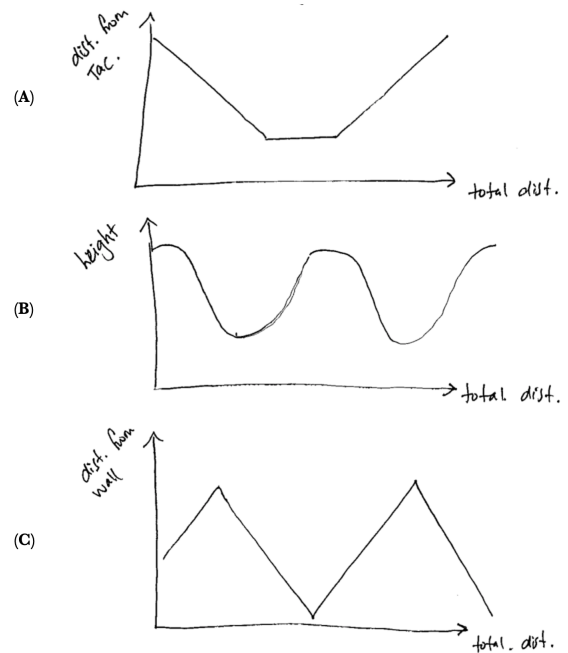 dist. from
Tac.
(A)
total dist.
height
(B)
total. dist.
dist. from
wall
(C)
total. dist.